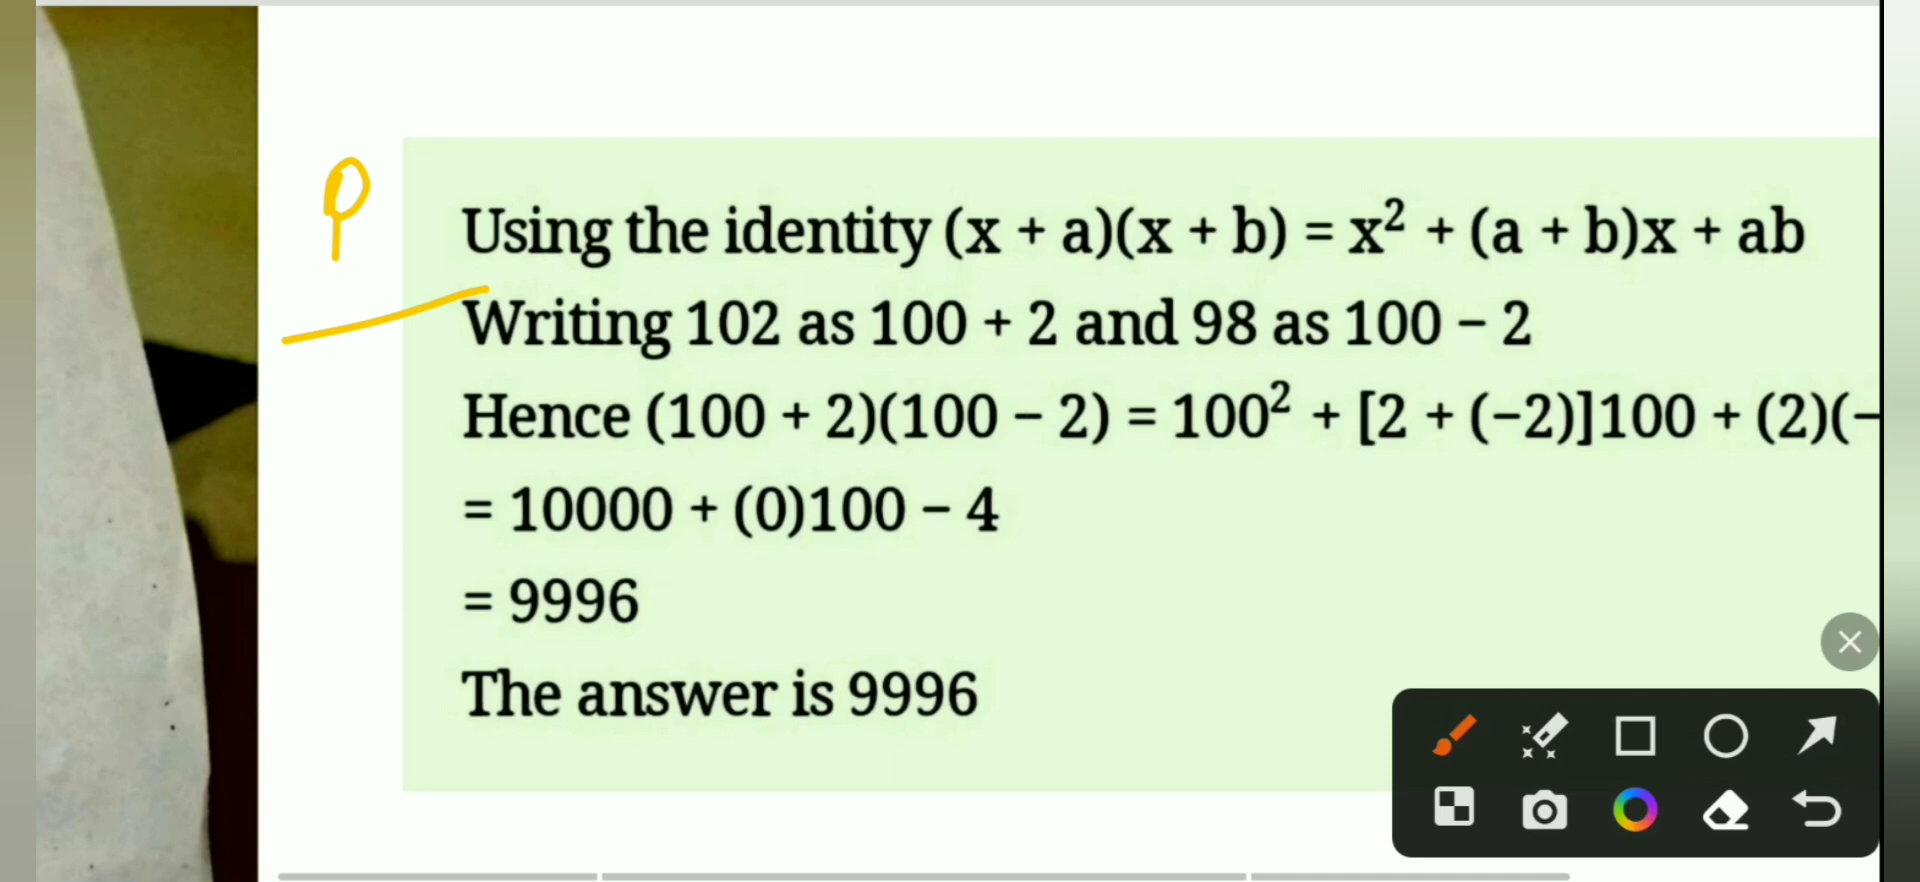 P
Using the identity (x + a)(x + b) = x² + (a + b)x + ab
Writing 102 as 100 + 2 and 98 as 100 − 2
Hence (100 + 2)(100 − 2) = 100² + [2 + (−2)]100 + (2)(−
= 10000 + (0)100 − 4
= 9996
The answer is 9996